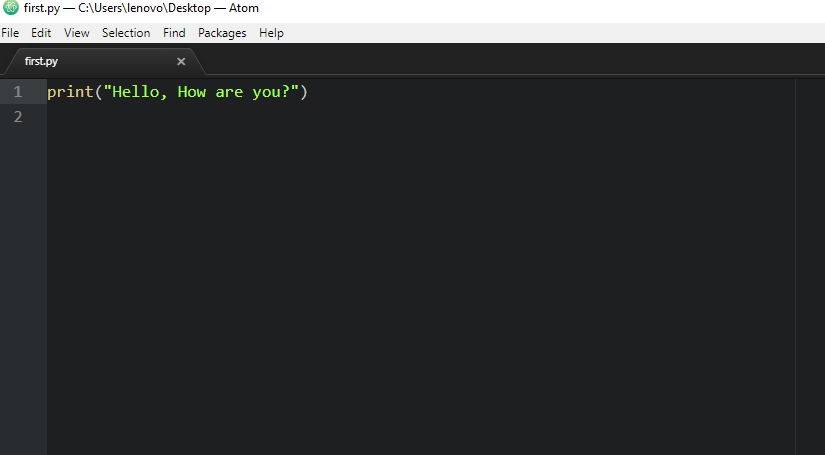 first.py — C:\Users\lenovo\Desktop — Atom
File Edit View Selection Find Packages Help
first.py ×
1 print("Hello, How are you?")
2